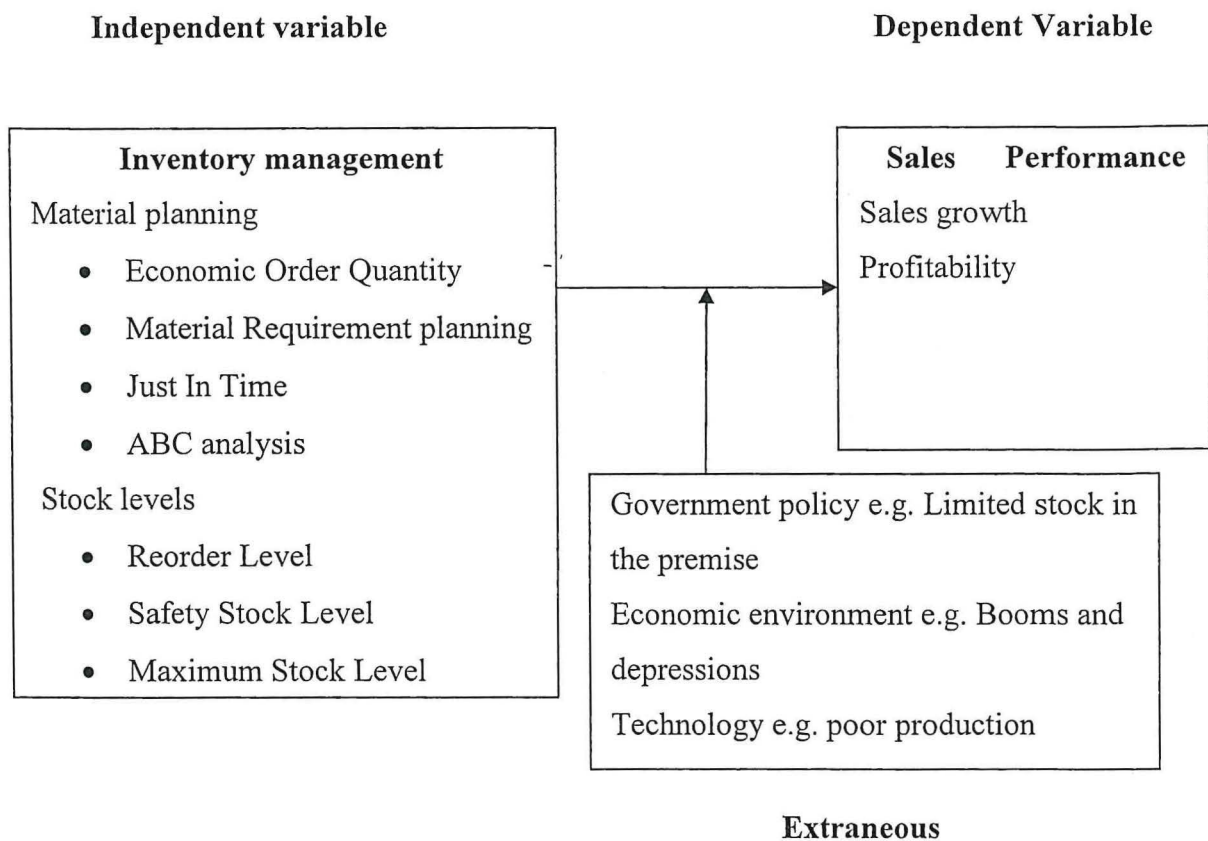 Independent variable
Dependent Variable
Inventory management
Material planning
• Economic Order Quantity
• Material Requirement planning
• Just In Time
• ABC analysis
Stock levels
• Reorder Level
• Safety Stock Level
• Maximum Stock Level
Sales Performance
Sales growth
Profitability
Government policy e.g. Limited stock in
the premise
Economic environment e.g. Booms and
depressions
Technology e.g. poor production
Extraneous